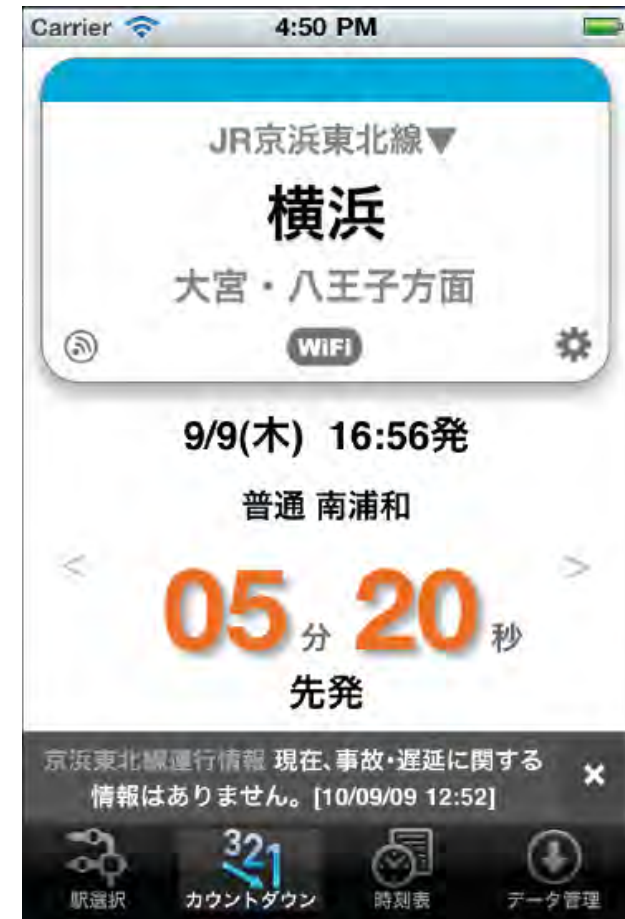 Carrier 4:50 PM
JR京浜東北線▼
横浜
大宮・八王子方面
WiFi
9/9(木) 16:56発
普通 南浦和
< >
05分 20秒
先発
京浜東北線運行情報 現在、事故・遅延に関する
情報はありません。[10/09/09 12:52]
321
駅選択 カウントダウン 時刻表 データ管理